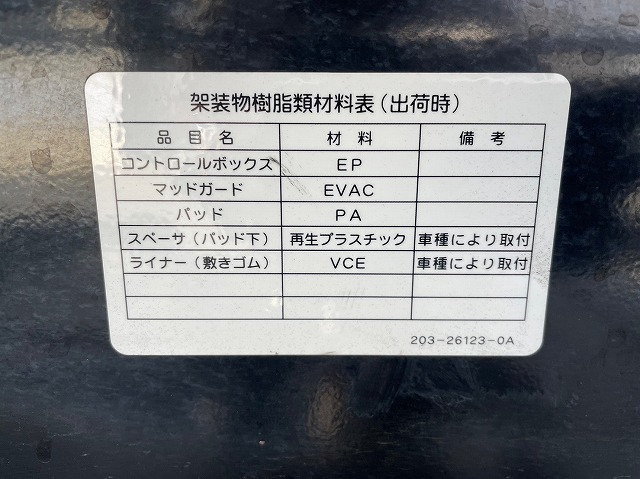 架装物樹脂類材料表（出荷時）
品目名 材料 備考
コントロールボックス EP
マッドガード EVAC
パッド PA
スペーサ（パッド下） 再生プラスチック 車種により取付
ライナー（敷きゴム） VCE 車種により取付
203-26123-0A